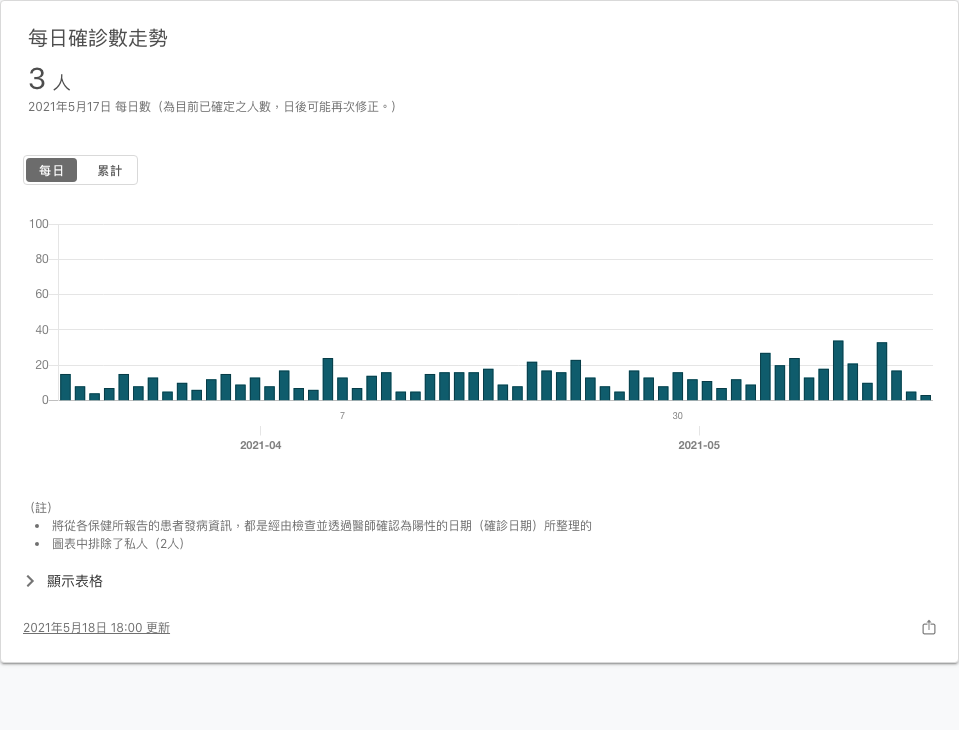 每日確診數走勢
3 人
2021年5月17日 每日數（為目前已確定之人數，日後可能再次修正。）
每日 累計
100
80
60
40
20
0
7 30
2021-04 2021-05
（註）
• 將從各保健所報告的患者發病資訊，都是經由檢查並透過醫師確認為陽性的日期（確診日期）所整理的
• 圖表中排除了私人（2人）
顯示表格
2021年5月18日 18:00 更新